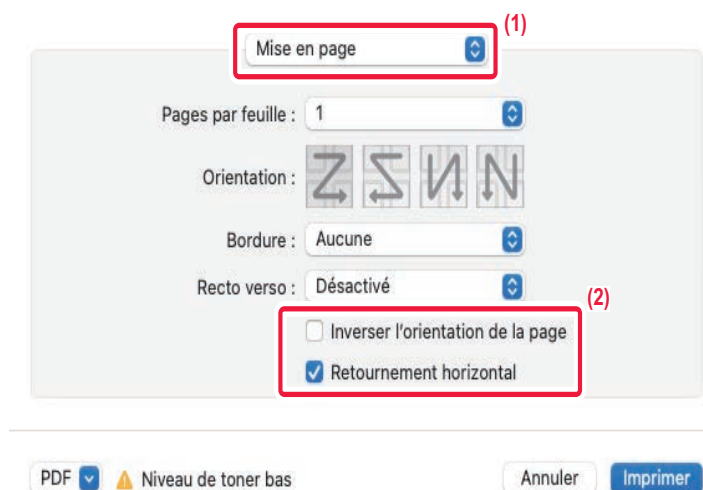 (1)
Mise en page
Pages par feuille : 1
Orientation :
Bordure : Aucune
Recto verso : Désactivé
(2)
Inverser l'orientation de la page
Retournement horizontal
PDF Niveau de toner bas Annuler Imprimer